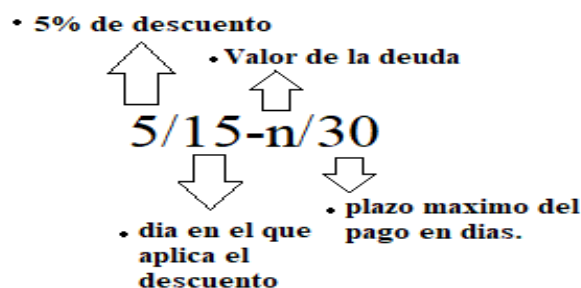 • 5% de descuento
• Valor de la deuda
5/15-n/30
• dia en el que
aplica el
descuento
• plazo maximo del
pago en dias.